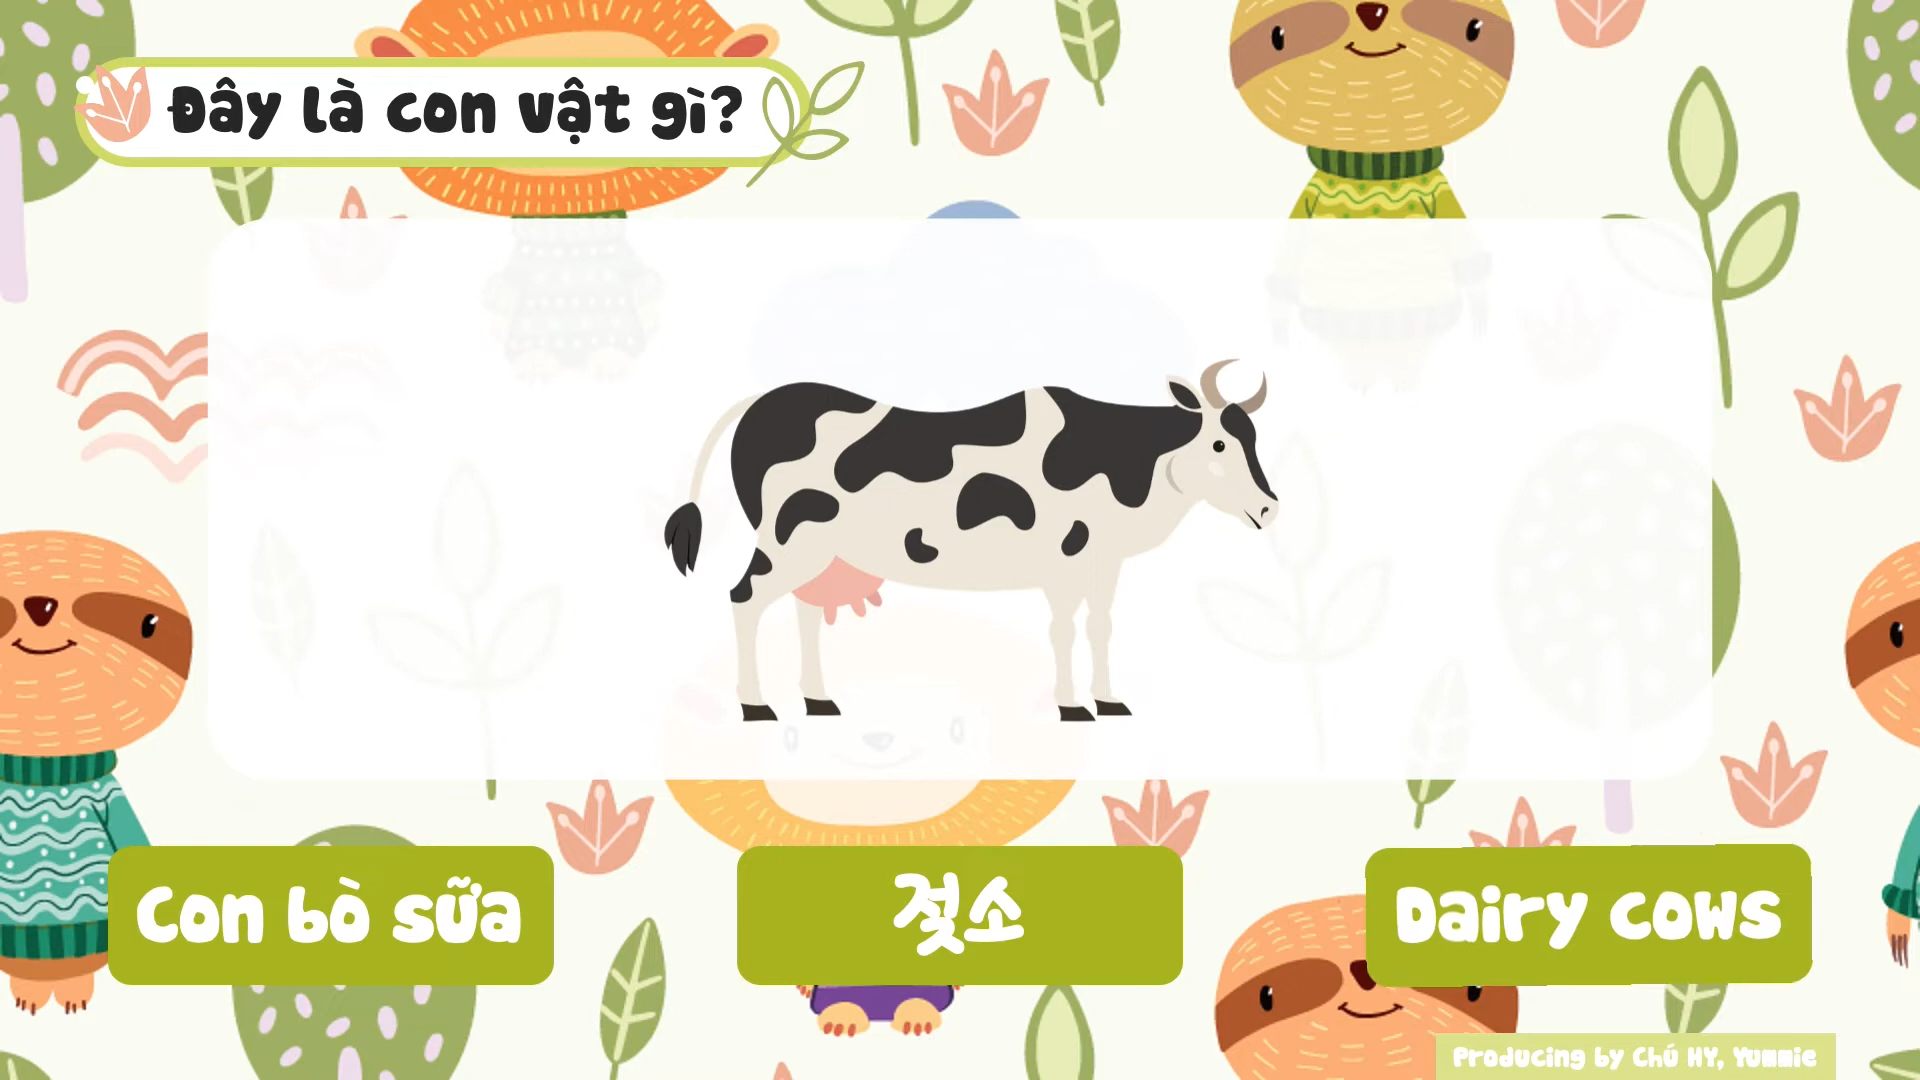 Đây là con vật gì?
Con bò sữa
젖소
Dairy cows
Producing by Chú HY, Yummie